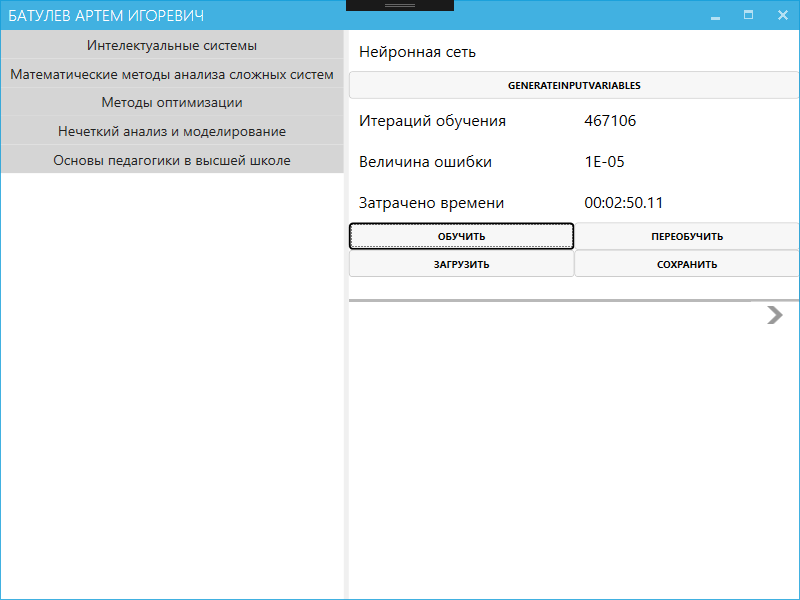 БАТУЛЕВ АРТЕМ ИГОРЕВИЧ
Интелектуальные системы
Математические методы анализа сложных систем
Методы оптимизации
Нечеткий анализ и моделирование
Основы педагогики в высшей школе
Нейронная сеть
GENERATEINPUTVARIABLES
Итераций обучения 467106
Величина ошибки 1E-05
Затрачено времени 00:02:50.11
ОБУЧИТЬ ПЕРЕОБУЧИТЬ
ЗАГРУЗИТЬ СОХРАНИТЬ